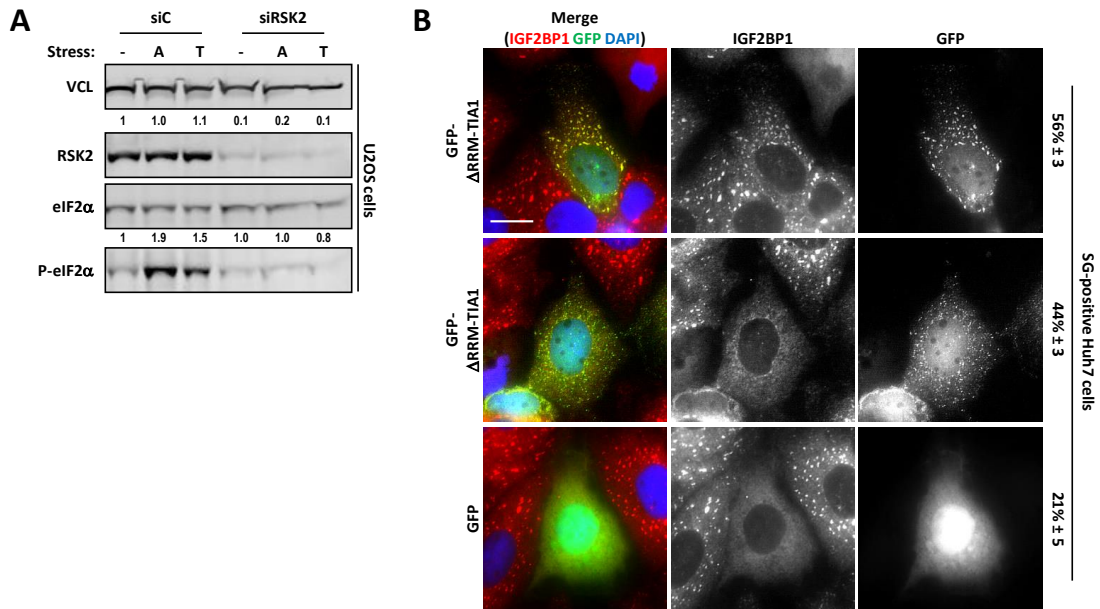 A
siC
siRSK2
Stress:
-
A
T
-
A
T
VCL
1
1.0
1.1
0.1
0.2
0.1
RSK2
eIF2α
1
1.9
1.5
1.0
1.0
0.8
P-eIF2α
U2OS cells
B
Merge
(IGF2BP1 GFP DAPI)
IGF2BP1
GFP
GFP-
ΔRRM-TIA1
56% ± 3
GFP-
ΔRRM-TIA1
44% ± 3
GFP
21% ± 5
SG-positive Huh7 cells